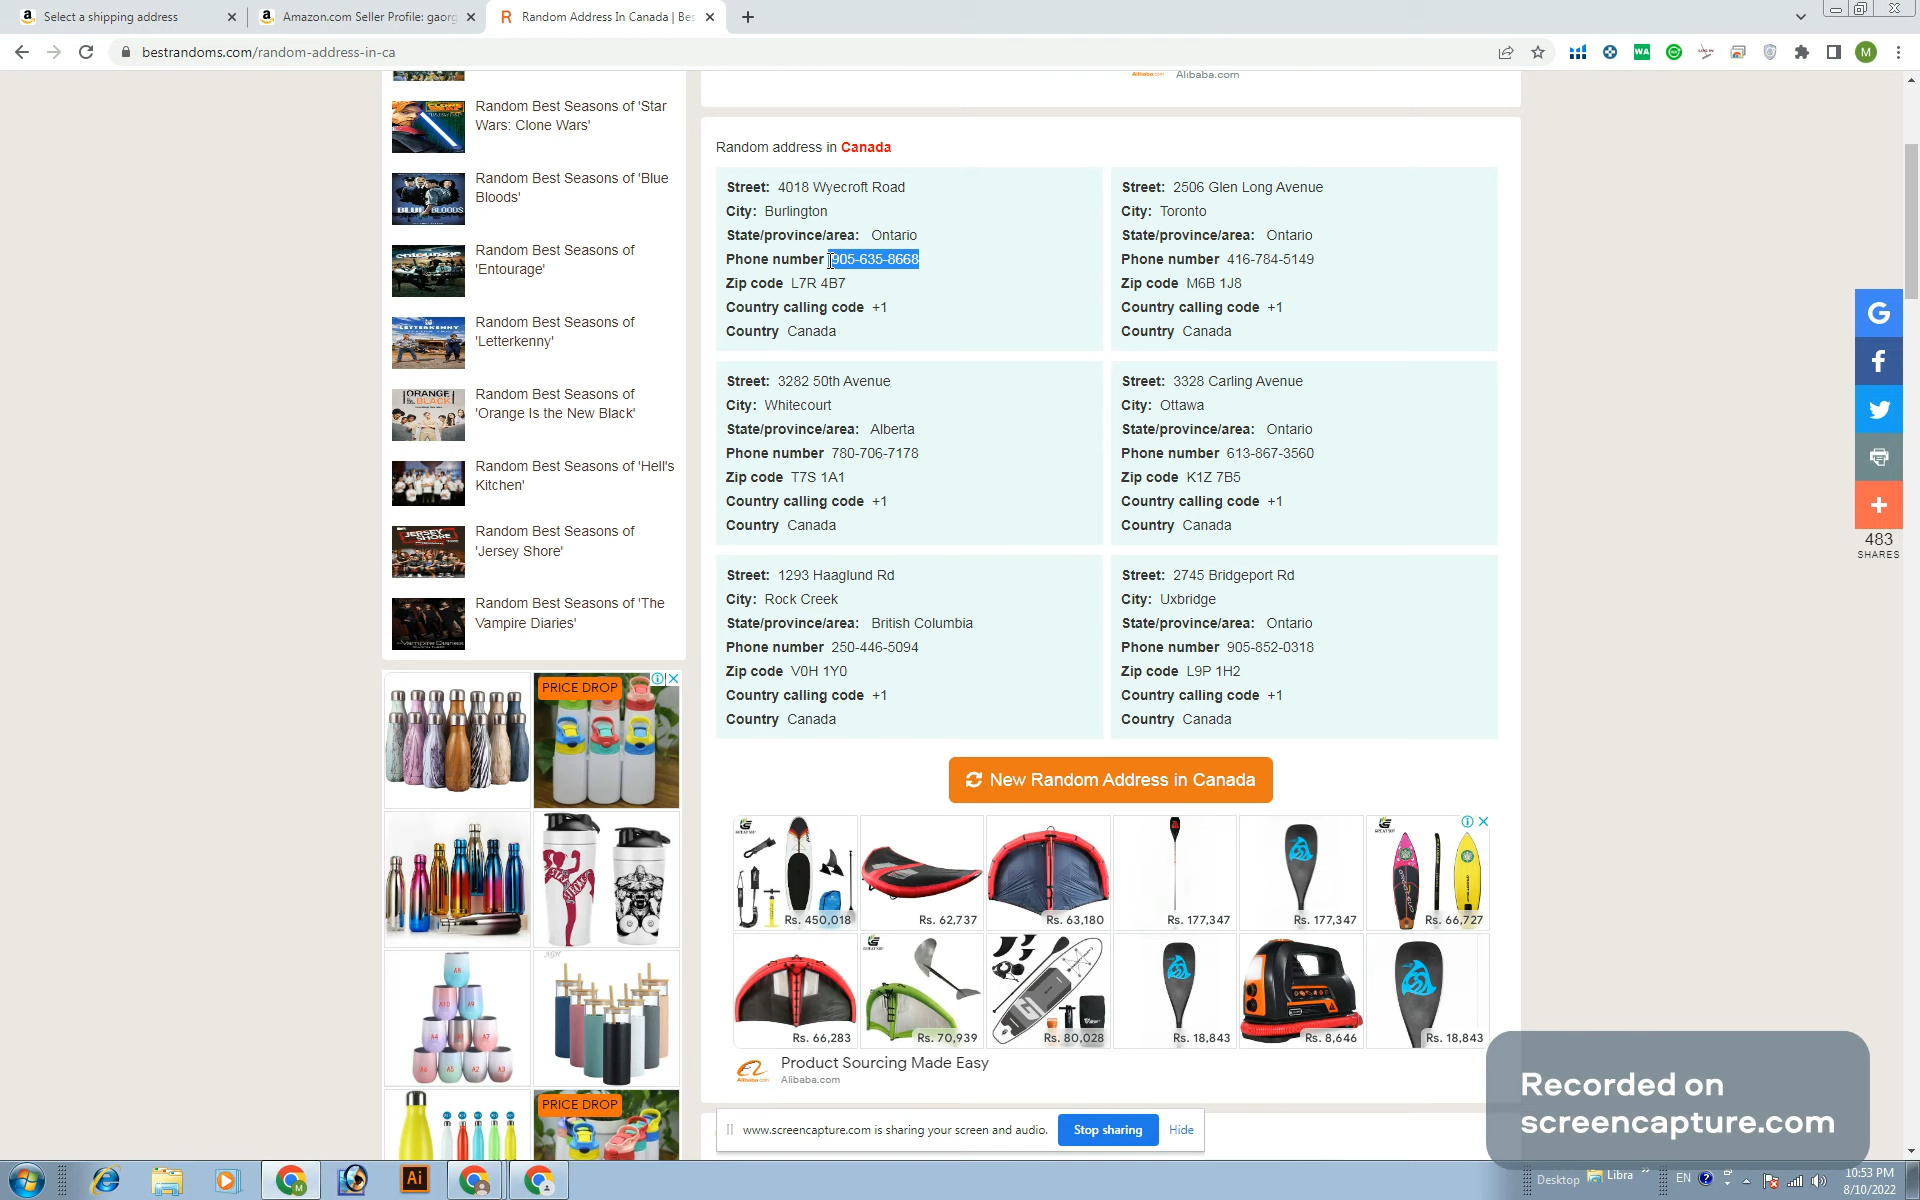 Select a shipping address
Amazon.com Seller Profile: gaorg
Random Address In Canada | Bes
bestrandoms.com/random-address-in-ca
WA
M
Alibaba.com
Alibaba.com
Random Best Seasons of 'Star
Wars: Clone Wars'
Random Best Seasons of 'Blue
Bloods'
Random Best Seasons of
'Entourage'
Random Best Seasons of
'Letterkenny'
Random Best Seasons of
'Orange Is the New Black'
Random Best Seasons of 'Hell's
Kitchen'
Random Best Seasons of
'Jersey Shore'
Random Best Seasons of 'The
Vampire Diaries'
PRICE DROP
PRICE DROP
Random address in Canada
Street: 4018 Wyecroft Road
City: Burlington
State/province/area: Ontario
Phone number 905-635-8668
Zip code L7R 4B7
Country calling code +1
Country Canada
Street: 2506 Glen Long Avenue
City: Toronto
State/province/area: Ontario
Phone number 416-784-5149
Zip code M6B 1J8
Country calling code +1
Country Canada
Street: 3282 50th Avenue
City: Whitecourt
State/province/area: Alberta
Phone number 780-706-7178
Zip code T7S 1A1
Country calling code +1
Country Canada
Street: 3328 Carling Avenue
City: Ottawa
State/province/area: Ontario
Phone number 613-867-3560
Zip code K1Z 7B5
Country calling code +1
Country Canada
Street: 1293 Haaglund Rd
City: Rock Creek
State/province/area: British Columbia
Phone number 250-446-5094
Zip code V0H 1Y0
Country calling code +1
Country Canada
Street: 2745 Bridgeport Rd
City: Uxbridge
State/province/area: Ontario
Phone number 905-852-0318
Zip code L9P 1H2
Country calling code +1
Country Canada
New Random Address in Canada
Rs. 450,018
Rs. 62,737
Rs. 63,180
Rs. 177,347
Rs. 177,347
Rs. 66,727
Rs. 66,283
Rs. 70,939
Rs. 80,028
Rs. 18,843
Rs. 8,646
Rs. 18,843
Product Sourcing Made Easy
Alibaba.com
483
SHARES
www.screencapture.com is sharing your screen and audio.
Stop sharing
Hide
Recorded on
screencapture.com
Ai
Desktop
Libra
EN
10:53 PM
8/10/2022